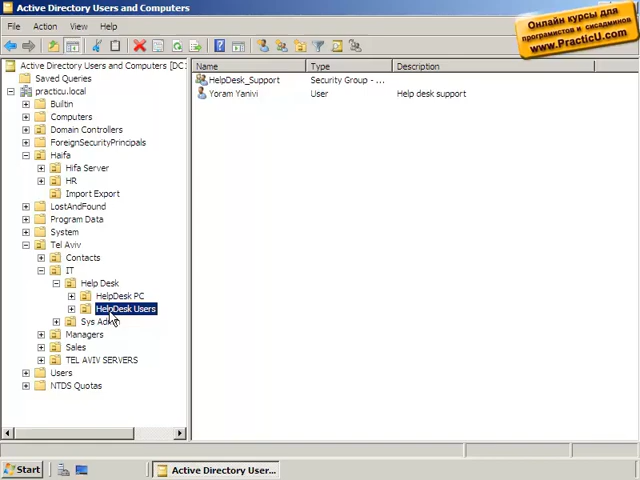 Active Directory Users and Computers
Онлайн курсы для
програмистов и сисадминов
www.PracticU.com
File Action View Help
Active Directory Users and Computers [DC1
Name Type Description
Saved Queries
HelpDesk_Support Security Group - ...
practicu.local
Yoram Yanivi User Help desk support
Builtin
Computers
Domain Controllers
ForeignSecurityPrincipals
Haifa
Hifa Server
HR
Import Export
LostAndFound
Program Data
System
Tel Aviv
Contacts
IT
Help Desk
HelpDesk PC
HelpDesk Users
Managers
Sales
TEL AVIV SERVERS
Users
NTDS Quotas
Start
Active Directory User...